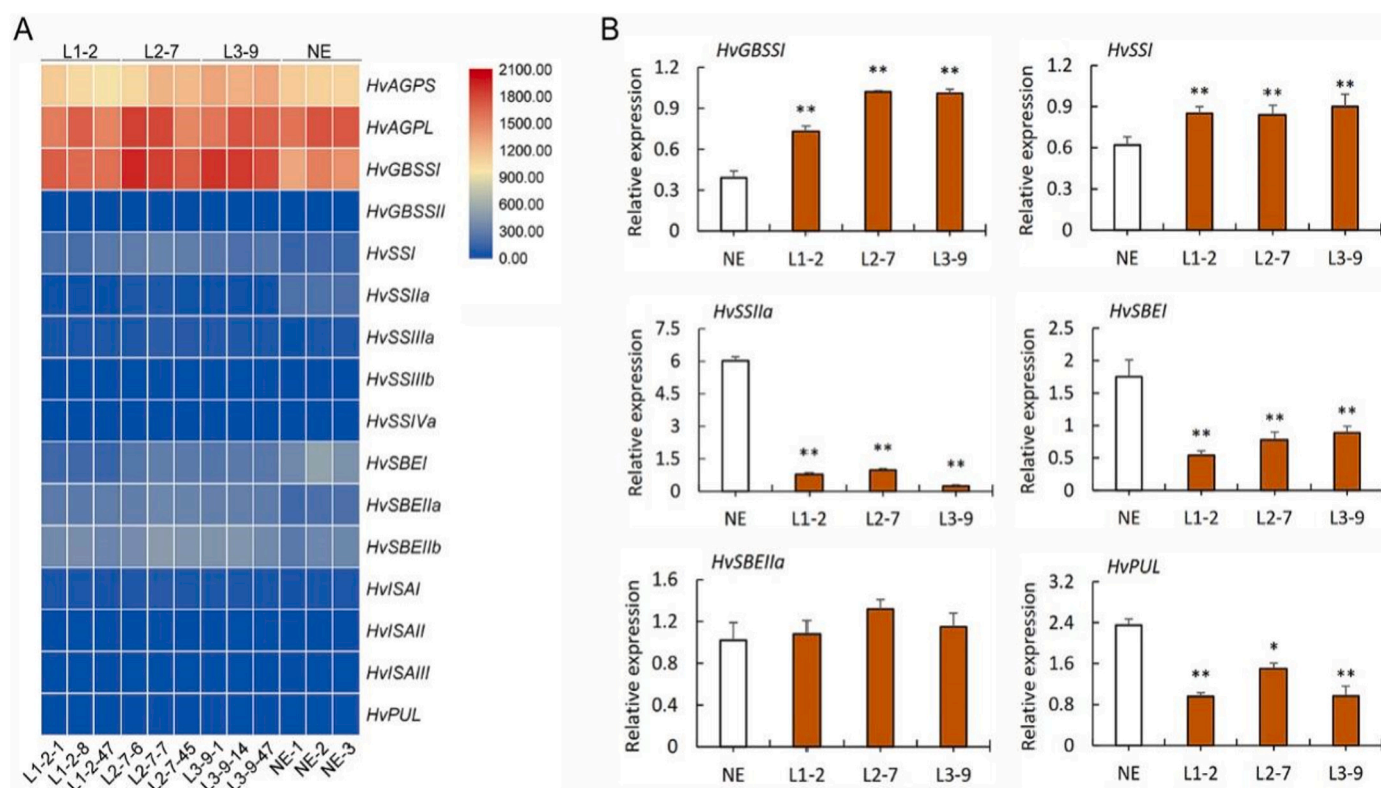 A
L1-2 L2-7 L3-9 NE
HvAGPS
HvAGPL
HvGBSSI
HvGBSSII
HvSSI
HvSSIIa
HvSSIIIa
HvSSIIIb
HvSSIVa
HvSBEI
HvSBEIIa
HvSBEIIb
HvISAI
HvISAII
HvISAIII
HvPUL
L1-2-1 L1-2-8 L1-2-47 L2-7-6 L2-7-7 L2-7-45 L3-9-1 L3-9-14 L3-9-47 NE-1 NE-2 NE-3
2100.00
1800.00
1500.00
1200.00
900.00
600.00
300.00
0.00
B
HvGBSSI
Relative expression
1.2
0.9
0.6
0.3
0
** ** **
NE L1-2 L2-7 L3-9
HvSSI
Relative expression
1.2
0.9
0.6
0.3
0
** ** **
NE L1-2 L2-7 L3-9
HvSSIIa
Relative expression
7.5
6
4.5
3
1.5
0
** ** **
NE L1-2 L2-7 L3-9
HvSBEI
Relative expression
2.5
2
1.5
1
0.5
0
** ** **
NE L1-2 L2-7 L3-9
HvSBEIIa
Relative expression
1.6
1.2
0.8
0.4
0
NE L1-2 L2-7 L3-9
HvPUL
Relative expression
3.2
2.4
1.6
0.8
0
** * **
NE L1-2 L2-7 L3-9